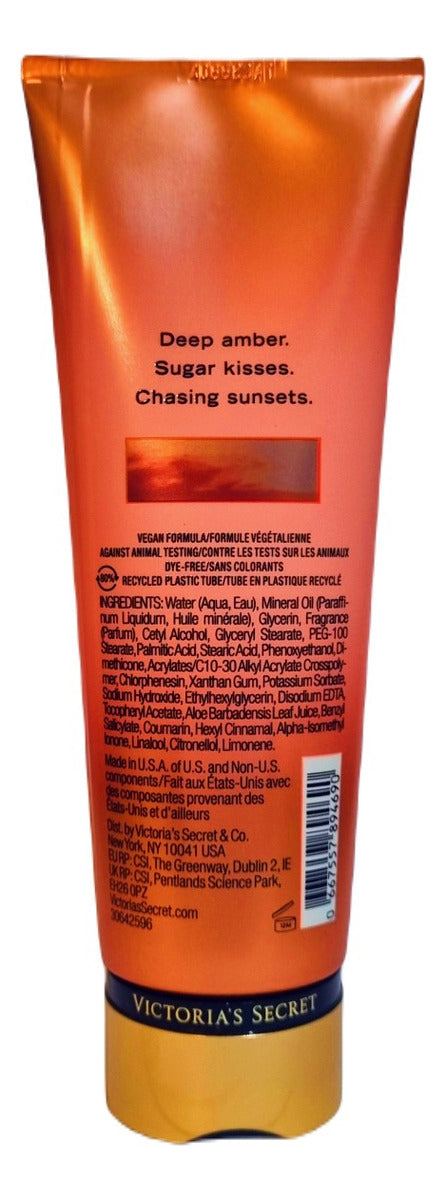 Deep amber.
Sugar kisses.
Chasing sunsets.
VEGAN FORMULA/FORMULE VÉGÉTALIENNE
AGAINST ANIMAL TESTING/CONTRE LES TESTS SUR LES ANIMAUX
DYE-FREE/SANS COLORANTS
80% RECYCLED PLASTIC TUBE/TUBE EN PLASTIQUE RECYCLÉ
INGREDIENTS: Water (Aqua, Eau), Mineral Oil (Paraffi-
num Liquidum, Huile minérale), Glycerin, Fragrance
(Parfum), Cetyl Alcohol, Glyceryl Stearate, PEG-100
Stearate, Palmitic Acid, Stearic Acid, Phenoxyethanol, Di-
methicone, Acrylates/C10-30 Alkyl Acrylate Crosspoly-
mer, Chlorphenesin, Xanthan Gum, Potassium Sorbate,
Sodium Hydroxide, Ethylhexylglycerin, Disodium EDTA,
Tocopheryl Acetate, Aloe Barbadensis Leaf Juice, Benzyl
Salicylate, Coumarin, Hexyl Cinnamal, Alpha-Isomethyl
Ionone, Linalool, Citronellol, Limonene.
Made in U.S.A. of U.S. and Non-U.S.
components/Fait aux États-Unis avec
des composantes provenant des
États-Unis et d'ailleurs
Dist. by Victoria's Secret & Co.
New York, NY 10041 USA
EU RP: CSI, The Greenway, Dublin 2, IE
UK RP: CSI, Pentlands Science Park,
EH26 0PZ
VictoriasSecret.com
30642596
12M
0 667557 894690
VICTORIA'S SECRET